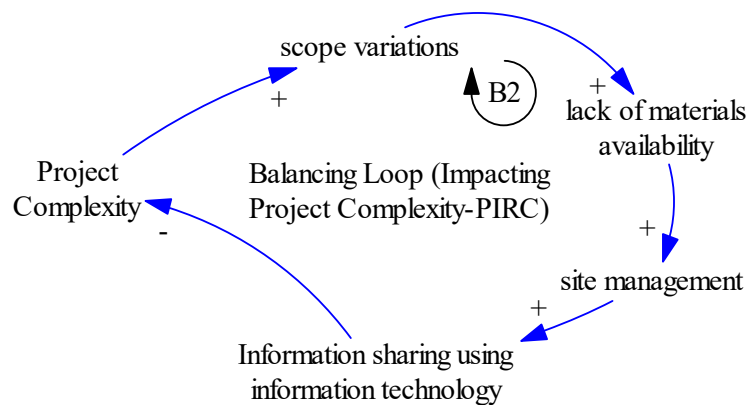 scope variations
+
B2
+
lack of materials
availability
Project
Complexity
-
Balancing Loop (Impacting
Project Complexity-PIRC)
+
site management
+
Information sharing using
information technology